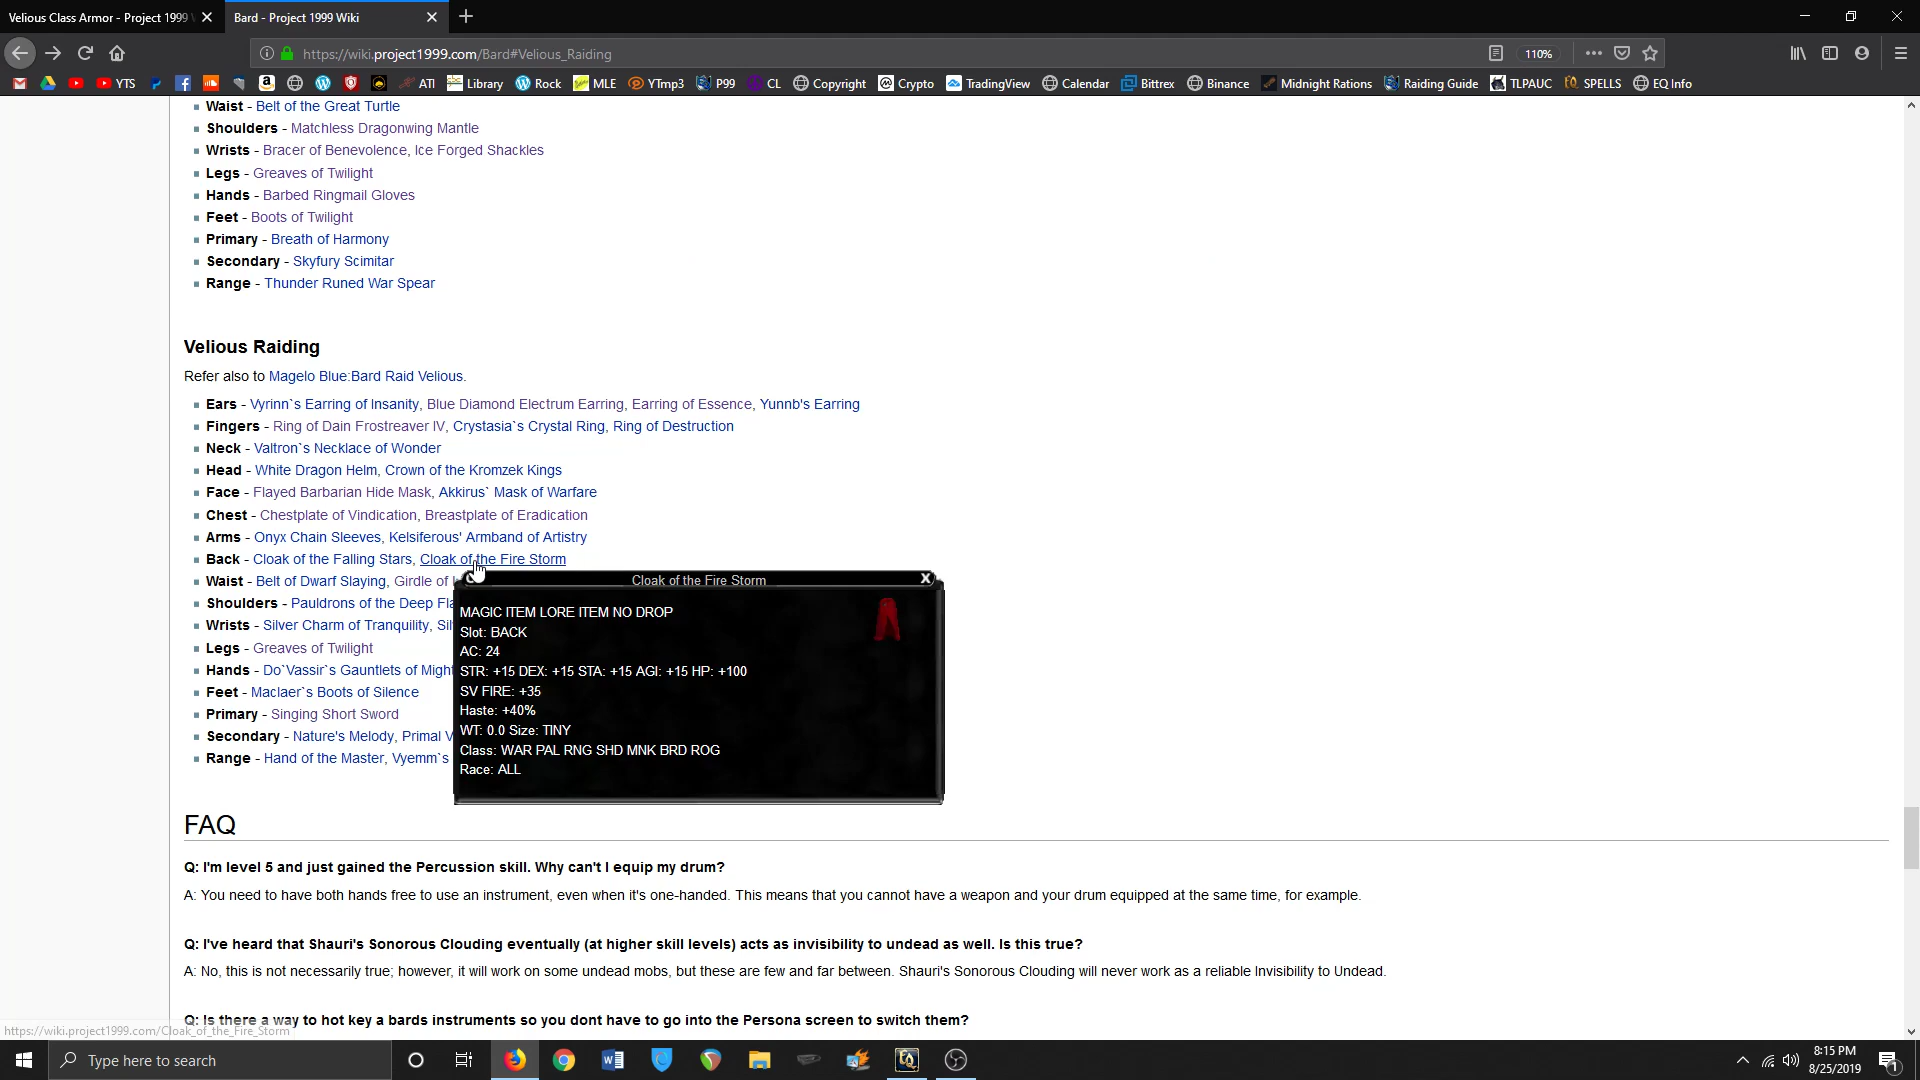 Velious Class Armor - Project 1999
Bard - Project 1999 Wiki
https://wiki.project1999.com/Bard#Velious_Raiding
110%
YTS
ATI
Library
Rock
MLE
YTmp3
P99
CL
Copyright
Crypto
TradingView
Calendar
Bittrex
Binance
Midnight Rations
Raiding Guide
TLPAUC
SPELLS
EQ Info
Waist - Belt of the Great Turtle
Shoulders - Matchless Dragonwing Mantle
Wrists - Bracer of Benevolence, Ice Forged Shackles
Legs - Greaves of Twilight
Hands - Barbed Ringmail Gloves
Feet - Boots of Twilight
Primary - Breath of Harmony
Secondary - Skyfury Scimitar
Range - Thunder Runed War Spear
Velious Raiding
Refer also to Magelo Blue:Bard Raid Velious.
Ears - Vyrinn`s Earring of Insanity, Blue Diamond Electrum Earring, Earring of Essence, Yunnb's Earring
Fingers - Ring of Dain Frostreaver IV, Crystasia`s Crystal Ring, Ring of Destruction
Neck - Valtron`s Necklace of Wonder
Head - White Dragon Helm, Crown of the Kromzek Kings
Face - Flayed Barbarian Hide Mask, Akkirus` Mask of Warfare
Chest - Chestplate of Vindication, Breastplate of Eradication
Arms - Onyx Chain Sleeves, Kelsiferous' Armband of Artistry
Back - Cloak of the Falling Stars, Cloak of the Fire Storm
Waist - Belt of Dwarf Slaying, Girdle of
Shoulders - Pauldrons of the Deep Fla
Wrists - Silver Charm of Tranquility, Sil
Legs - Greaves of Twilight
Hands - Do`Vassir`s Gauntlets of Might
Feet - Maclaer`s Boots of Silence
Primary - Singing Short Sword
Secondary - Nature's Melody, Primal V
Range - Hand of the Master, Vyemm`s
Cloak of the Fire Storm
X
MAGIC ITEM LORE ITEM NO DROP
Slot: BACK
AC: 24
STR: +15 DEX: +15 STA: +15 AGI: +15 HP: +100
SV FIRE: +35
Haste: +40%
WT: 0.0 Size: TINY
Class: WAR PAL RNG SHD MNK BRD ROG
Race: ALL
FAQ
Q: I'm level 5 and just gained the Percussion skill. Why can't I equip my drum?
A: You need to have both hands free to use an instrument, even when it's one-handed. This means that you cannot have a weapon and your drum equipped at the same time, for example.
Q: I've heard that Shauri's Sonorous Clouding eventually (at higher skill levels) acts as invisibility to undead as well. Is this true?
A: No, this is not necessarily true; however, it will work on some undead mobs, but these are few and far between. Shauri's Sonorous Clouding will never work as a reliable Invisibility to Undead.
Q: Is there a way to hot key a bards instruments so you dont have to go into the Persona screen to switch them?
https://wiki.project1999.com/Cloak_of_the_Fire_Storm
Type here to search
8:15 PM
8/25/2019